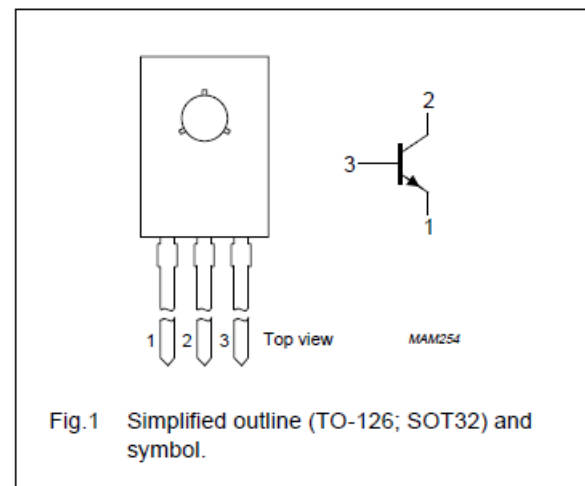 2
3
1
1 2 3 Top view MAM254
Fig.1 Simplified outline (TO-126; SOT32) and
symbol.